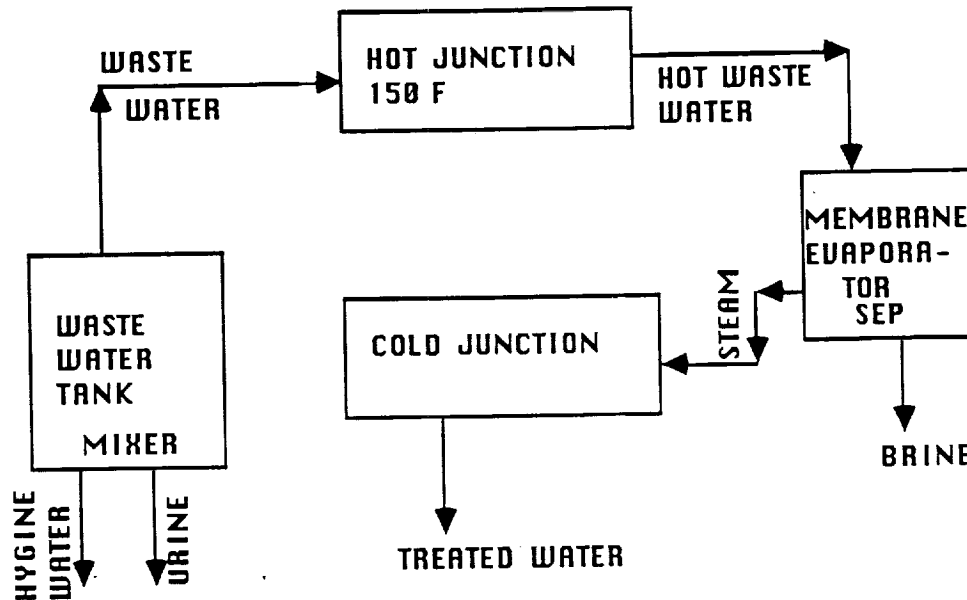 WASTE
WATER
HOT JUNCTION
150 F
HOT WASTE
WATER
MEMBRANE
EVAPORA-
TOR
SEP
STEAM
COLD JUNCTION
WASTE
WATER
TANK
MIXER
BRINE
HYGINE
WATER
URINE
TREATED WATER